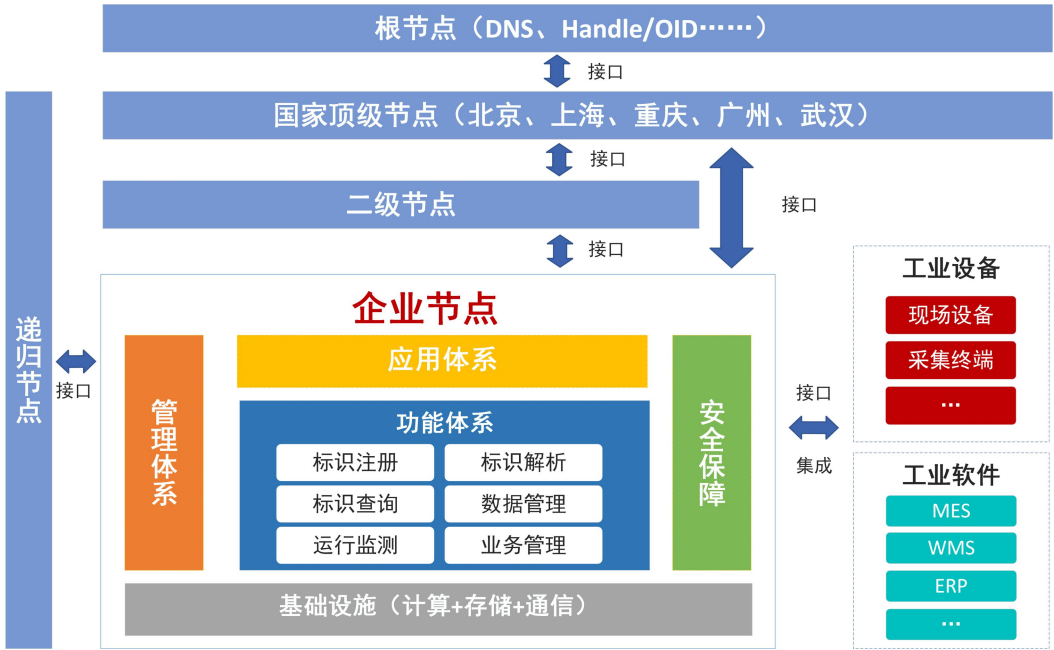 根节点（DNS、Handle/OID……）
接口
国家顶级节点（北京、上海、重庆、广州、武汉）
接口
接口
二级节点
接口
递归节点
接口
企业节点
管理体系
应用体系
功能体系
标识注册
标识解析
标识查询
数据管理
运行监测
业务管理
安全保障
基础设施（计算+存储+通信）
接口
集成
工业设备
现场设备
采集终端
…
工业软件
MES
WMS
ERP
…